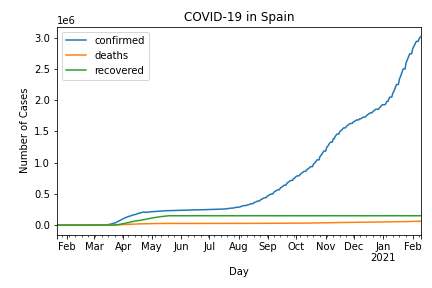 COVID-19 in Spain
1e6
confirmed
deaths
recovered
3.0
2.5
2.0
1.5
1.0
0.5
0.0
Number of Cases
Feb Mar Apr May Jun Jul Aug Sep Oct Nov Dec Jan Feb
2021
Day